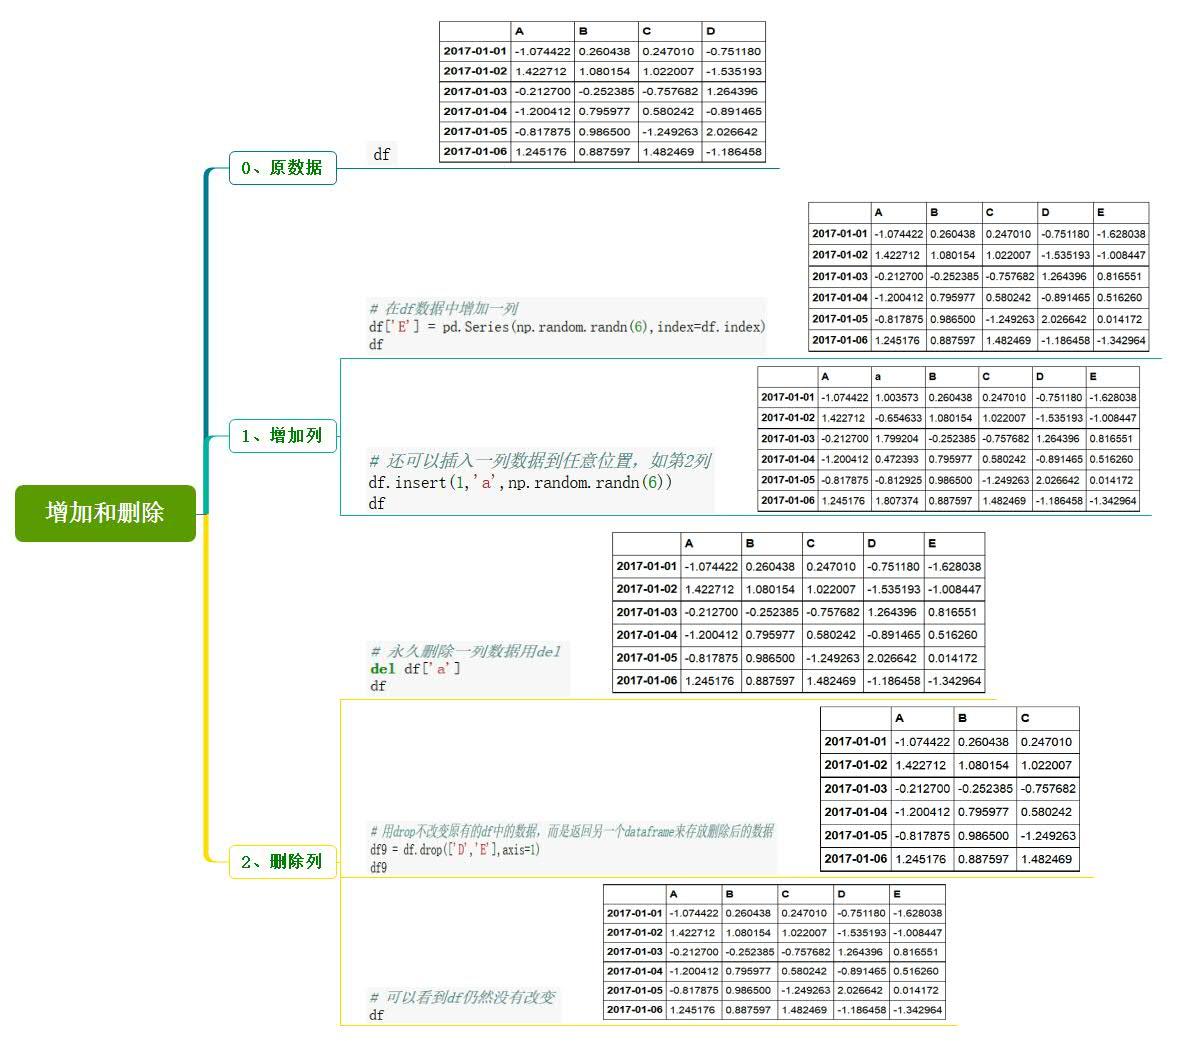 增加和删除
0、原数据
df
A B C D
2017-01-01 -1.074422 0.260438 0.247010 -0.751180
2017-01-02 1.422712 1.080154 1.022007 -1.535193
2017-01-03 -0.212700 -0.252385 -0.757682 1.264396
2017-01-04 -1.200412 0.795977 0.580242 -0.891465
2017-01-05 -0.817875 0.986500 -1.249263 2.026642
2017-01-06 1.245176 0.887597 1.482469 -1.186458
1、增加列
# 在df数据中增加一列
df['E'] = pd.Series(np.random.randn(6),index=df.index)
df
A B C D E
2017-01-01 -1.074422 0.260438 0.247010 -0.751180 -1.628038
2017-01-02 1.422712 1.080154 1.022007 -1.535193 -1.008447
2017-01-03 -0.212700 -0.252385 -0.757682 1.264396 0.816551
2017-01-04 -1.200412 0.795977 0.580242 -0.891465 0.516260
2017-01-05 -0.817875 0.986500 -1.249263 2.026642 0.014172
2017-01-06 1.245176 0.887597 1.482469 -1.186458 -1.342964
# 还可以插入一列数据到任意位置，如第2列
df.insert(1,'a',np.random.randn(6))
df
A a B C D E
2017-01-01 -1.074422 1.003573 0.260438 0.247010 -0.751180 -1.628038
2017-01-02 1.422712 -0.654633 1.080154 1.022007 -1.535193 -1.008447
2017-01-03 -0.212700 1.799204 -0.252385 -0.757682 1.264396 0.816551
2017-01-04 -1.200412 0.472393 0.795977 0.580242 -0.891465 0.516260
2017-01-05 -0.817875 -0.812925 0.986500 -1.249263 2.026642 0.014172
2017-01-06 1.245176 1.807374 0.887597 1.482469 -1.186458 -1.342964
2、删除列
# 永久删除一列数据用del
del df['a']
df
A B C D E
2017-01-01 -1.074422 0.260438 0.247010 -0.751180 -1.628038
2017-01-02 1.422712 1.080154 1.022007 -1.535193 -1.008447
2017-01-03 -0.212700 -0.252385 -0.757682 1.264396 0.816551
2017-01-04 -1.200412 0.795977 0.580242 -0.891465 0.516260
2017-01-05 -0.817875 0.986500 -1.249263 2.026642 0.014172
2017-01-06 1.245176 0.887597 1.482469 -1.186458 -1.342964
# 用drop不改变原有的df中的数据，而是返回另一个dataframe来存放删除后的数据
df9 = df.drop(['D','E'],axis=1)
df9
A B C
2017-01-01 -1.074422 0.260438 0.247010
2017-01-02 1.422712 1.080154 1.022007
2017-01-03 -0.212700 -0.252385 -0.757682
2017-01-04 -1.200412 0.795977 0.580242
2017-01-05 -0.817875 0.986500 -1.249263
2017-01-06 1.245176 0.887597 1.482469
# 可以看到df仍然没有改变
df
A B C D E
2017-01-01 -1.074422 0.260438 0.247010 -0.751180 -1.628038
2017-01-02 1.422712 1.080154 1.022007 -1.535193 -1.008447
2017-01-03 -0.212700 -0.252385 -0.757682 1.264396 0.816551
2017-01-04 -1.200412 0.795977 0.580242 -0.891465 0.516260
2017-01-05 -0.817875 0.986500 -1.249263 2.026642 0.014172
2017-01-06 1.245176 0.887597 1.482469 -1.186458 -1.342964